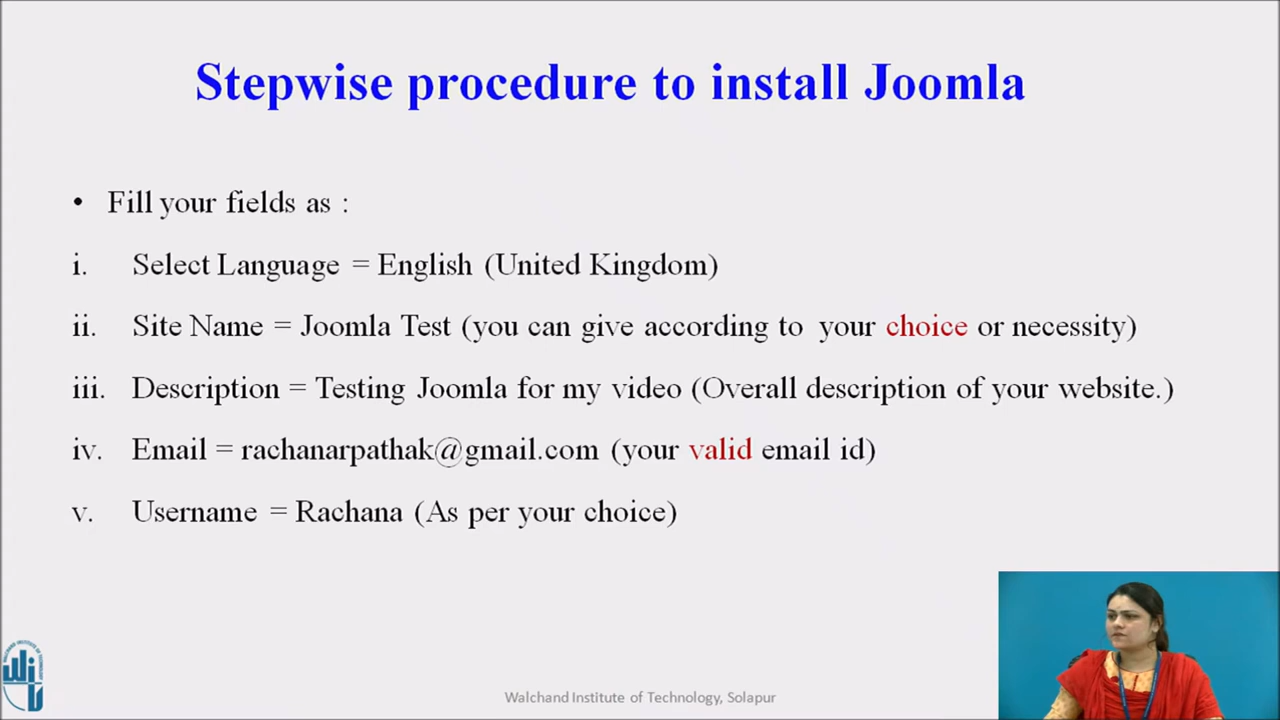 Stepwise procedure to install Joomla
• Fill your fields as :
i. Select Language = English (United Kingdom)
ii. Site Name = Joomla Test (you can give according to your choice or necessity)
iii. Description = Testing Joomla for my video (Overall description of your website.)
iv. Email = rachanarpathak@gmail.com (your valid email id)
v. Username = Rachana (As per your choice)
Walchand Institute of Technology, Solapur